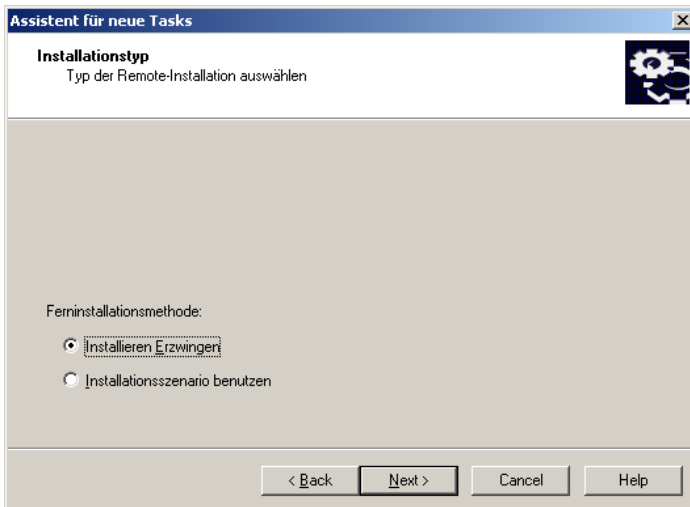 Assistent für neue Tasks
Installationstyp
Typ der Remote-Installation auswählen
Ferninstallationsmethode:
Installieren Erzwingen
Installationsszenario benutzen
< Back Next > Cancel Help